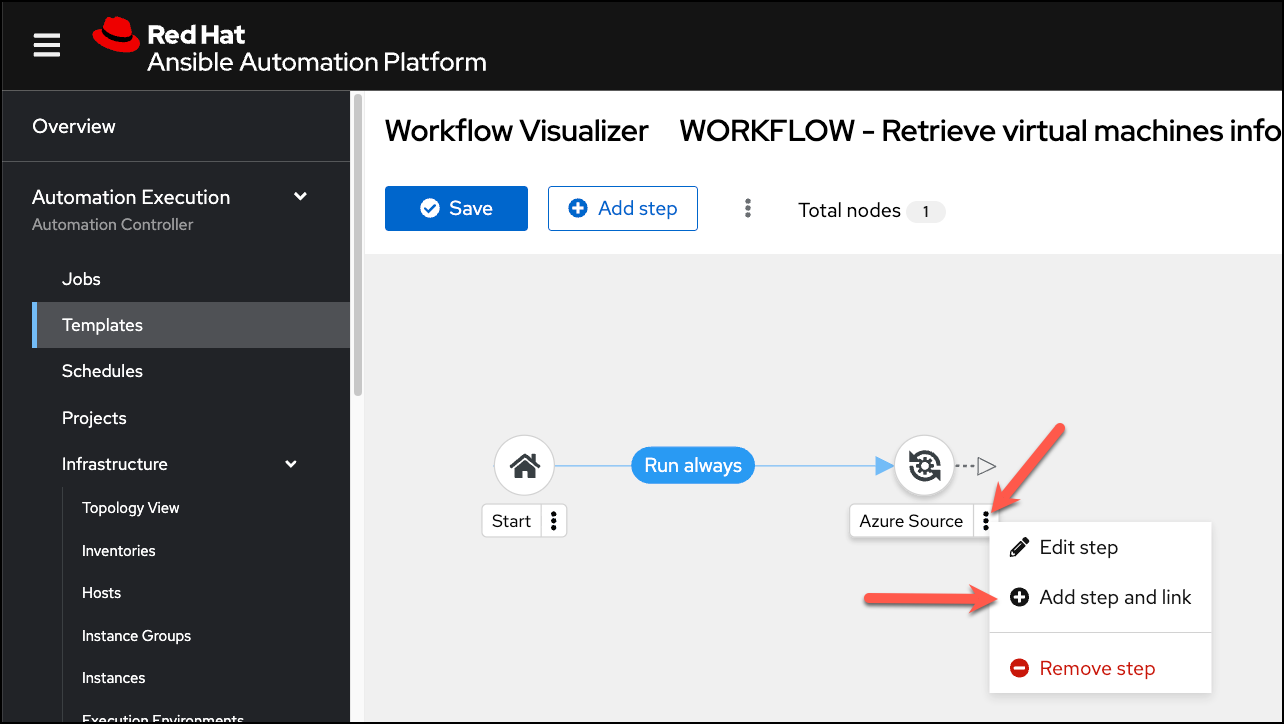 Red Hat
Ansible Automation Platform
Overview
Automation Execution
Automation Controller
Jobs
Templates
Schedules
Projects
Infrastructure
Topology View
Inventories
Hosts
Instance Groups
Instances
Execution Environments
Workflow Visualizer WORKFLOW - Retrieve virtual machines info
Save Add step Total nodes 1
Run always
Start
Azure Source
Edit step
Add step and link
Remove step